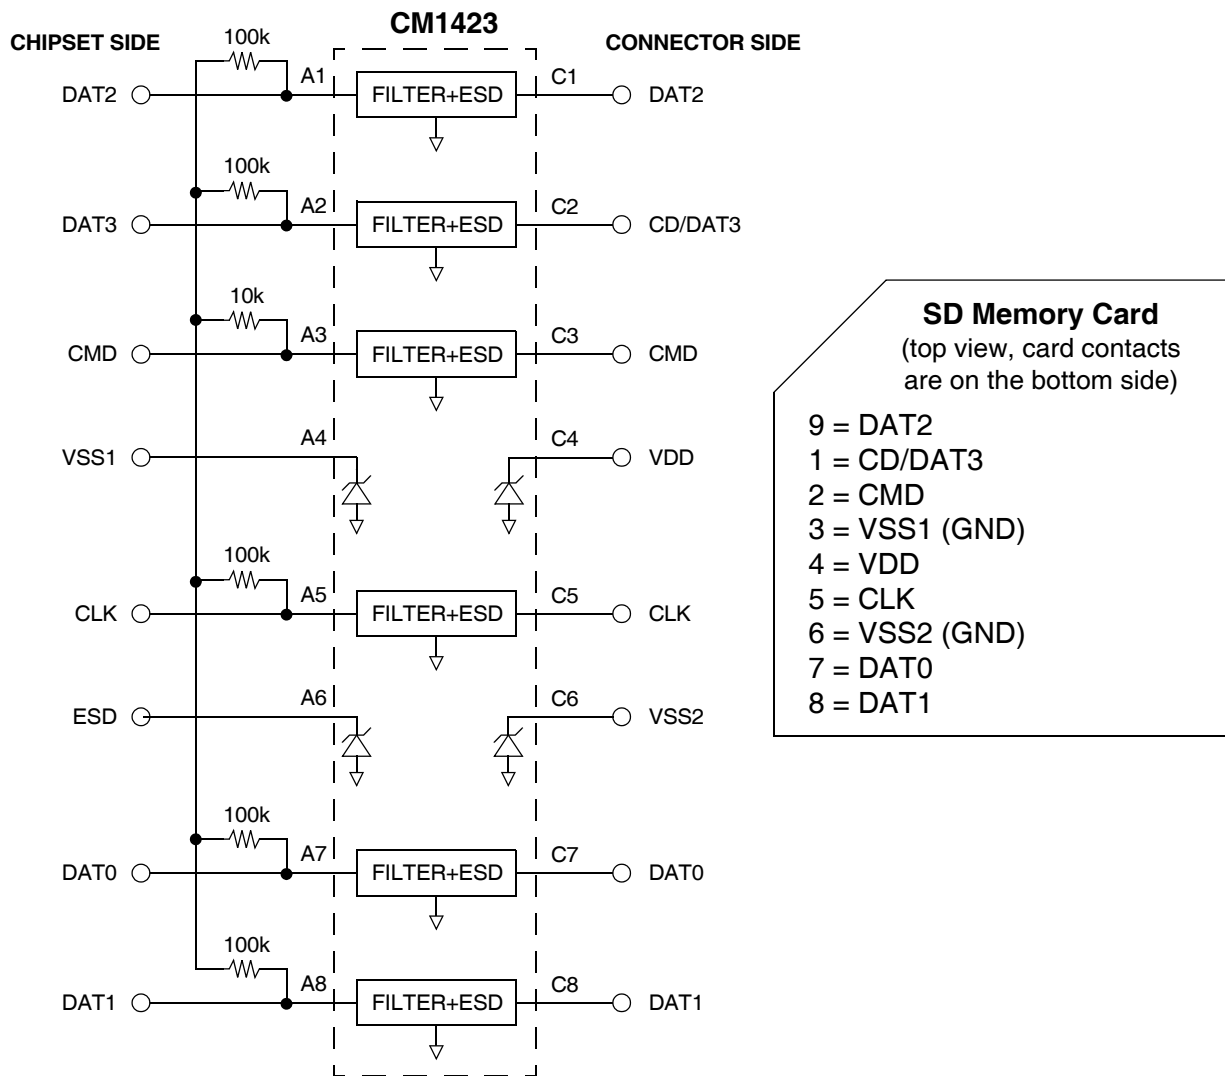 CM1423
CHIPSET SIDE
CONNECTOR SIDE
100k
DAT2
A1
FILTER+ESD
C1
DAT2
100k
DAT3
A2
FILTER+ESD
C2
CD/DAT3
10k
CMD
A3
FILTER+ESD
C3
CMD
VSS1
A4
C4
VDD
100k
CLK
A5
FILTER+ESD
C5
CLK
ESD
A6
C6
VSS2
100k
DAT0
A7
FILTER+ESD
C7
DAT0
100k
DAT1
A8
FILTER+ESD
C8
DAT1
SD Memory Card
(top view, card contacts
are on the bottom side)
9 = DAT2
1 = CD/DAT3
2 = CMD
3 = VSS1 (GND)
4 = VDD
5 = CLK
6 = VSS2 (GND)
7 = DAT0
8 = DAT1